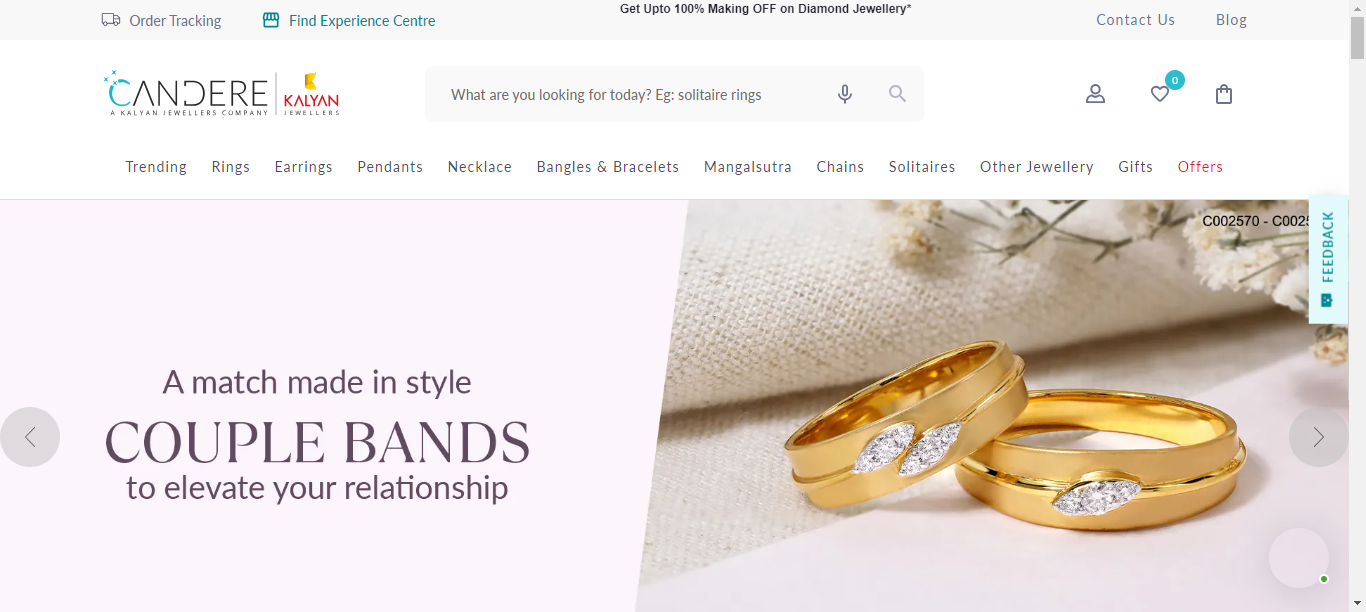 Order Tracking
Find Experience Centre
Get Upto 100% Making OFF on Diamond Jewellery*
Contact Us
Blog
CANDERE
A KALYAN JEWELLERS COMPANY
KALYAN
JEWELLERS
What are you looking for today? Eg: solitaire rings
0
Trending
Rings
Earrings
Pendants
Necklace
Bangles & Bracelets
Mangalsutra
Chains
Solitaires
Other Jewellery
Gifts
Offers
C002570 - C0025
FEEDBACK
A match made in style
COUPLE BANDS
to elevate your relationship